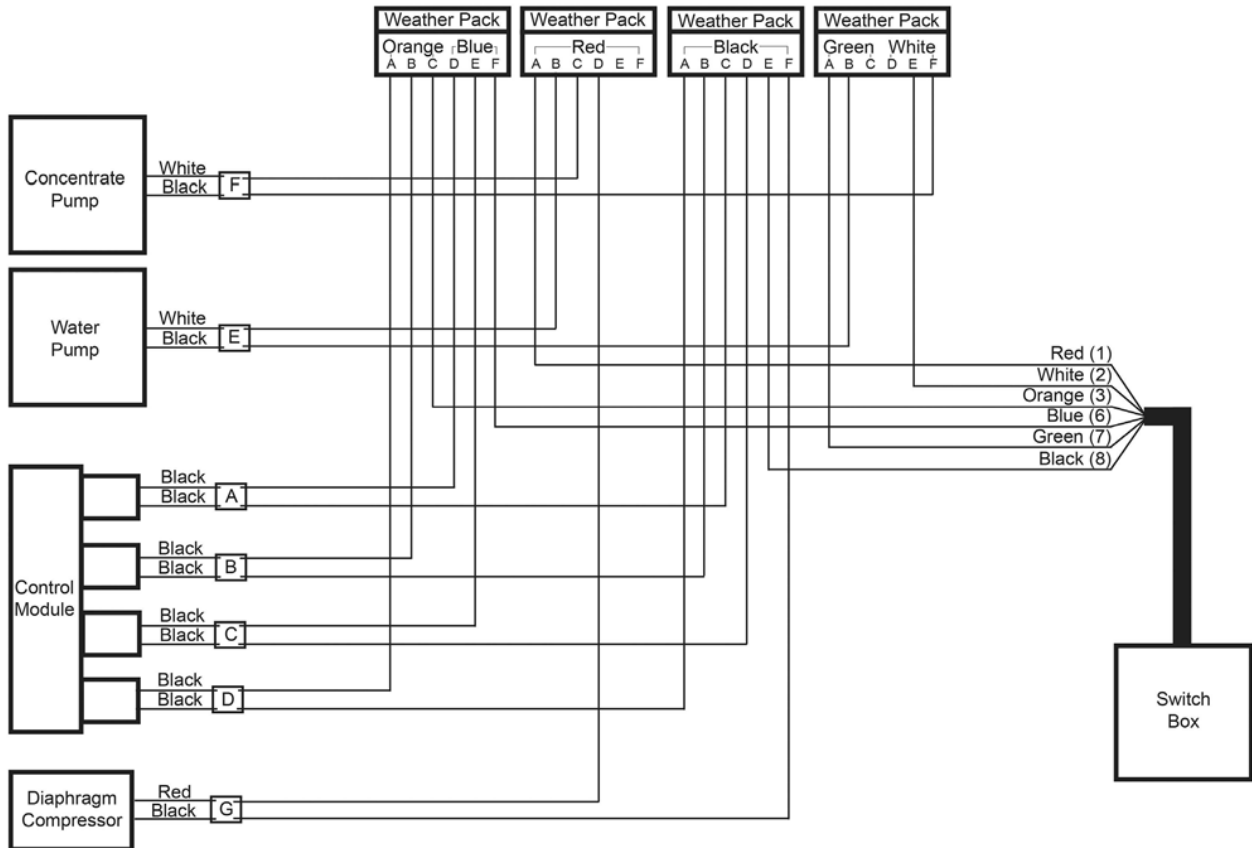 Weather Pack Weather Pack Weather Pack Weather Pack
Orange Blue Red Black Green White
A B C D E F A B C D E F A B C D E F A B C D E F
Concentrate
Pump
White
Black
F
Water
Pump
White
Black
E
Red (1)
White (2)
Orange (3)
Blue (6)
Green (7)
Black (8)
Control
Module
Black
Black
A
Black
Black
B
Black
Black
C
Black
Black
D
Switch
Box
Diaphragm
Compressor
Red
Black
G